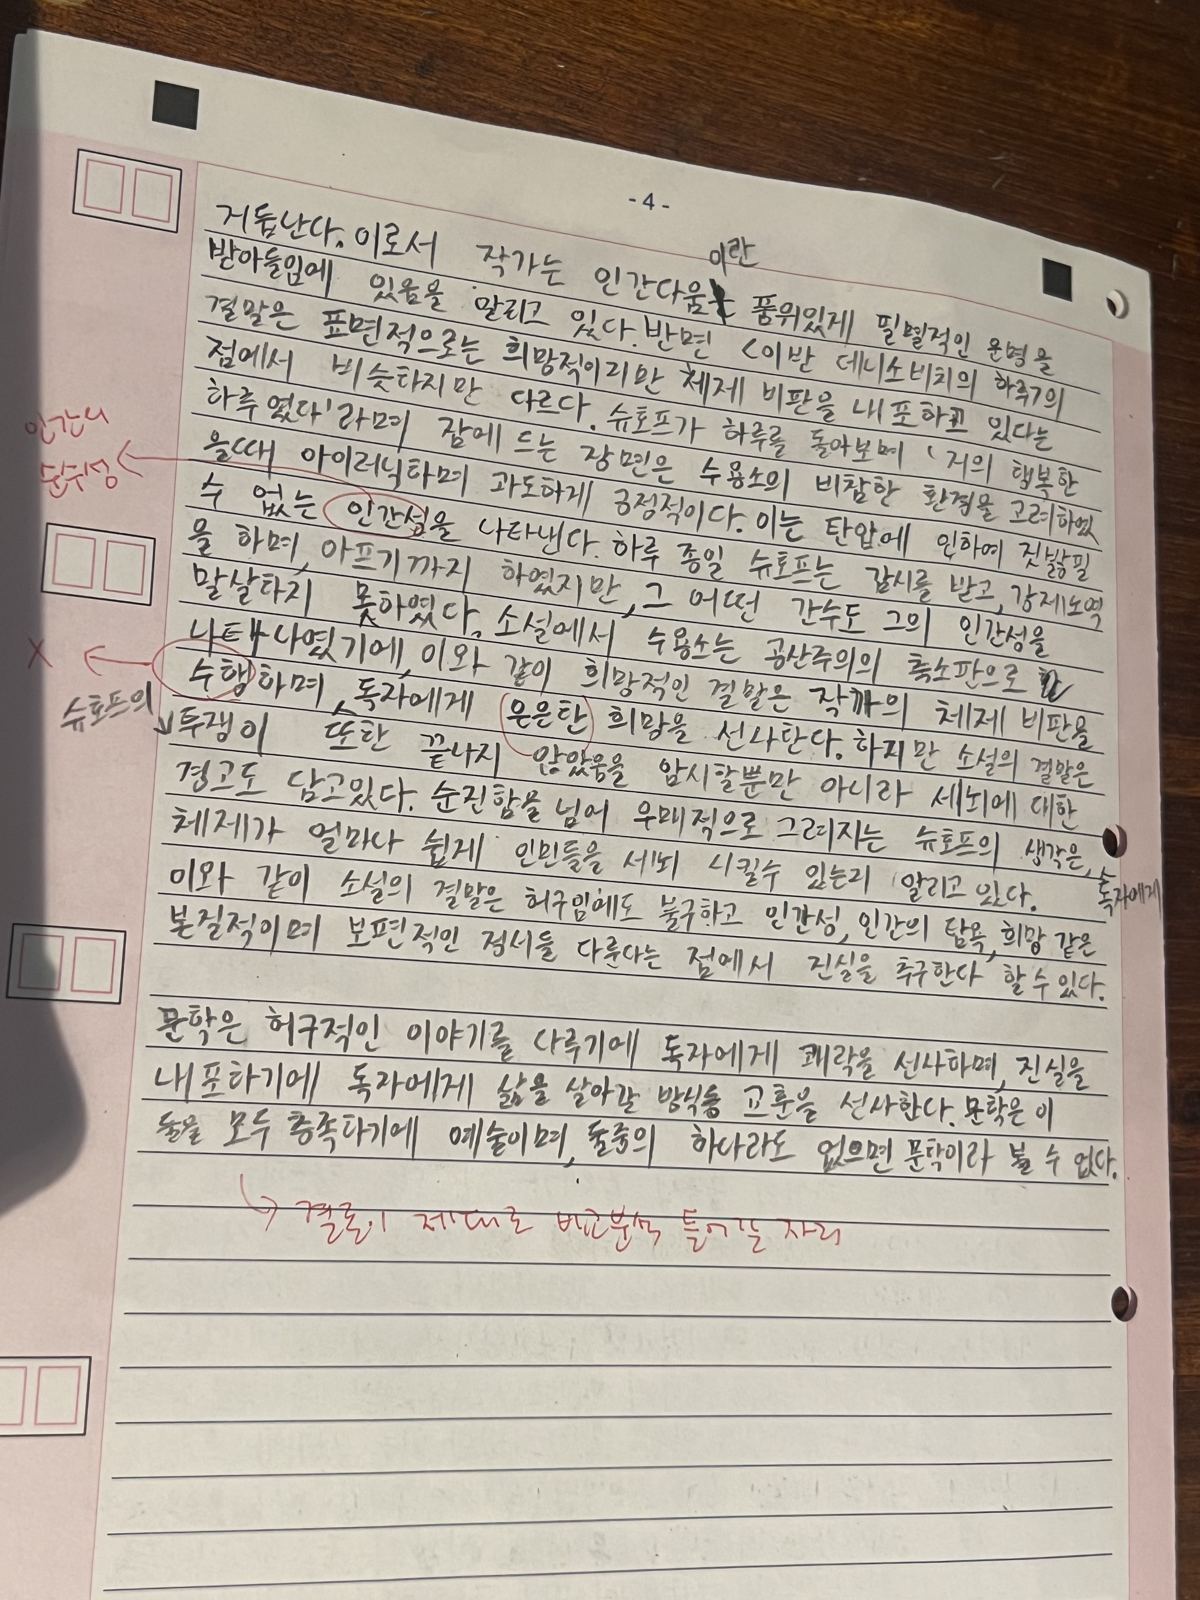 - 4 -
거듭난다. 이로서 작가는 인간다움이란 품위있게 필멸적인 운명을
받아들임에 있음을 말리고 있다. 반면 <이반 데니소비치의 하루>의
결말은 표면적으로는 희망적이지만 체제 비판을 내포하고 있다는
점에서 비슷하지만 다르다. 슈호프가 하루를 돌아보며 '거의 행복한
하루였다'라며 잠에 드는 장면은 수용소의 비참한 환경을 고려하였
을때 아이러닉하며 과도하게 긍정적이다. 이는 탄압에 인하여 짓밟힐
수 없는 인간성을 나타낸다. 하루 종일 슈호프는 감시를 받고, 강제노역
을 하며, 아프기까지 하였지만, 그 어떤 간수도 그의 인간성을
말살하지 못하였다. 소설에서 수용소는 공산주의의 축소판으로
나타나였기에, 이와 같이 희망적인 결말은 작가의 체제 비판을
수행하며, 독자에게 은은한 희망을 선사한다. 하지만 소설의 결말은
슈호프의 투쟁이 또한 끝나지 않았음을 암시할뿐만 아니라 세뇌에 대한
경고도 담고있다. 순진함을 넘어 우매적으로 그려지는 슈호프의 생각은, 독자에게
체제가 얼마나 쉽게 인민들을 세뇌 시킬수 있는지 알리고 있다.
이와 같이 소설의 결말은 허구임에도 불구하고 인간성, 인간의 탐욕, 희망 같은
본질적이며 보편적인 정서들 다룬다는 점에서 진실을 추구한다 할 수 있다.
문학은 허구적인 이야기를 다루기에 독자에게 쾌락을 선사하며, 진실을
내포하기에 독자에게 삶을 살아갈 방식등 교훈을 선사한다. 문학은 이
둘을 모두 충족하기에 예술이며, 둘중의 하나라도 없으면 문학이라 볼 수 없다.
인간의
순수성
X
결론이 제대로 비교분석 들어갈 자리